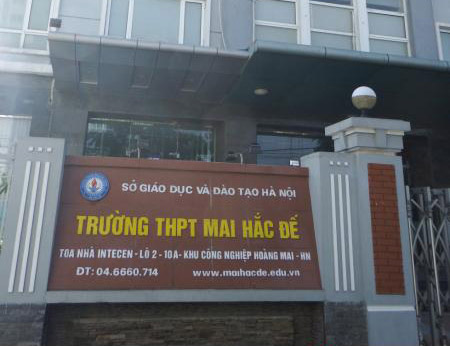 SỞ GIÁO DỤC VÀ ĐÀO TẠO HÀ NỘI
TRƯỜNG THPT MAI HẮC ĐẾ
TOA NHÀ INTECEN - LÔ 2 - 10A - KHU CÔNG NGHIỆP HOÀNG MAI - HN
ĐT: 04.6660.714 www.maihacde.edu.vn